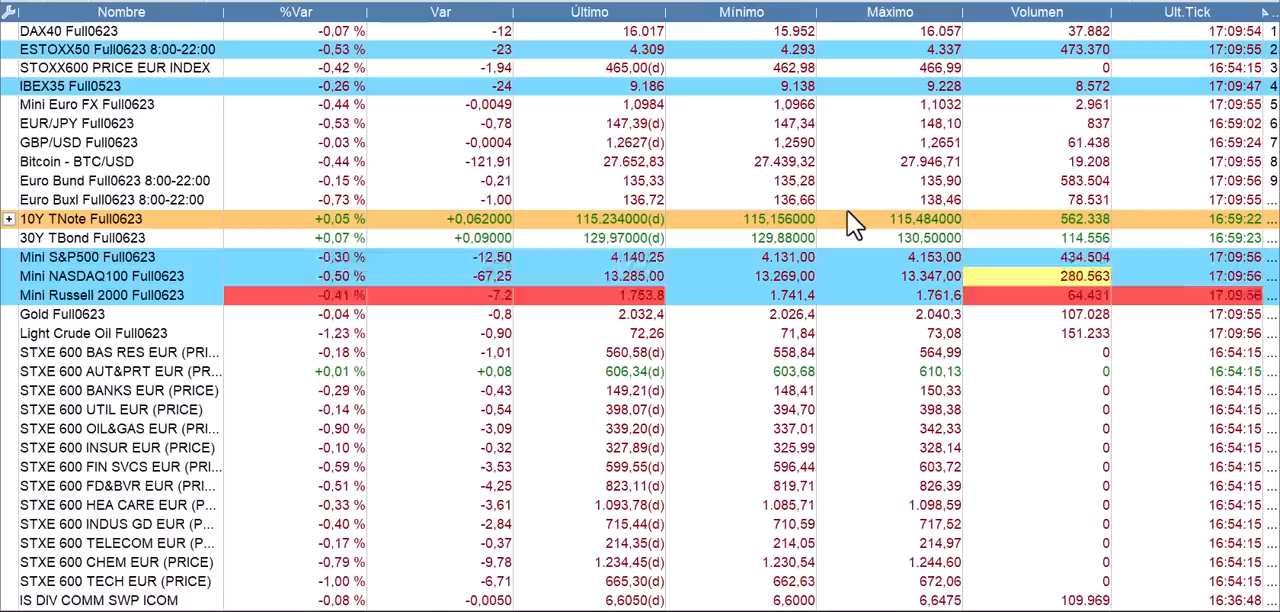 Nombre %Var Var Último Mínimo Máximo Volumen Ult.Tick
DAX40 Full0623 -0,07 % -12 16.017 15.952 16.057 37.882 17:09:54 1
ESTOXX50 Full0623 8:00-22:00 -0,53 % -23 4.309 4.293 4.337 473.370 17:09:55 2
STOXX600 PRICE EUR INDEX -0,42 % -1,94 465,00(d) 462,98 466,99 0 16:54:15 3
IBEX35 Full0523 -0,26 % -24 9.186 9.138 9.228 8.572 17:09:47 4
Mini Euro FX Full0623 -0,44 % -0,0049 1,0984 1,0966 1,1032 2.961 17:09:55 5
EUR/JPY Full0623 -0,53 % -0,78 147,39(d) 147,34 148,10 837 16:59:02 6
GBP/USD Full0623 -0,03 % -0,0004 1,2627(d) 1,2590 1,2651 61.438 16:59:24 7
Bitcoin - BTC/USD -0,44 % -121,91 27.652,83 27.439,32 27.946,71 19.208 17:09:55 8
Euro Bund Full0623 8:00-22:00 -0,15 % -0,21 135,33 135,28 135,90 583.504 17:09:56 9
Euro Buxl Full0623 8:00-22:00 -0,73 % -1,00 136,72 136,66 138,46 78.531 17:09:55 ...
10Y TNote Full0623 +0,05 % +0,062000 115,234000(d) 115,156000 115,484000 562.338 16:59:22 ...
30Y TBond Full0623 +0,07 % +0,09000 129,97000(d) 129,88000 130,50000 114.556 16:59:23 ...
Mini S&P500 Full0623 -0,30 % -12,50 4.140,25 4.131,00 4.153,00 434.504 17:09:56 ...
Mini NASDAQ100 Full0623 -0,50 % -67,25 13.285,00 13.269,00 13.347,00 280.563 17:09:56 ...
Mini Russell 2000 Full0623 -0,41 % -7,2 1.753,8 1.741,4 1.761,6 64.431 17:09:56 ...
Gold Full0623 -0,04 % -0,8 2.032,4 2.026,4 2.040,3 107.028 17:09:55 ...
Light Crude Oil Full0623 -1,23 % -0,90 72,26 71,84 73,08 151.233 17:09:56 ...
STXE 600 BAS RES EUR (PRI... -0,18 % -1,01 560,58(d) 558,84 564,99 0 16:54:15 ...
STXE 600 AUT&PRT EUR (PR... +0,01 % +0,08 606,34(d) 603,68 610,13 0 16:54:15 ...
STXE 600 BANKS EUR (PRICE) -0,29 % -0,43 149,21(d) 148,41 150,33 0 16:54:15 ...
STXE 600 UTIL EUR (PRICE) -0,14 % -0,54 398,07(d) 394,70 398,38 0 16:54:15 ...
STXE 600 OIL&GAS EUR (PRI... -0,90 % -3,09 339,20(d) 337,01 342,33 0 16:54:15 ...
STXE 600 INSUR EUR (PRICE) -0,10 % -0,32 327,89(d) 325,99 328,14 0 16:54:15 ...
STXE 600 FIN SVCS EUR (PRI... -0,59 % -3,53 599,55(d) 596,44 603,72 0 16:54:15 ...
STXE 600 FD&BVR EUR (PRI... -0,51 % -4,25 823,11(d) 819,71 826,39 0 16:54:15 ...
STXE 600 HEA CARE EUR (P... -0,33 % -3,61 1.093,78(d) 1.085,71 1.098,59 0 16:54:15 ...
STXE 600 INDUS GD EUR (P... -0,40 % -2,84 715,44(d) 710,59 717,52 0 16:54:15 ...
STXE 600 TELECOM EUR (P... -0,17 % -0,37 214,35(d) 214,05 214,97 0 16:54:15 ...
STXE 600 CHEM EUR (PRICE) -0,79 % -9,78 1.234,45(d) 1.230,54 1.244,60 0 16:54:15 ...
STXE 600 TECH EUR (PRICE) -1,00 % -6,71 665,30(d) 662,63 672,06 0 16:54:15 ...
IS DIV COMM SWP ICOM -0,08 % -0,0050 6,6050(d) 6,6000 6,6475 109.969 16:36:48 ...